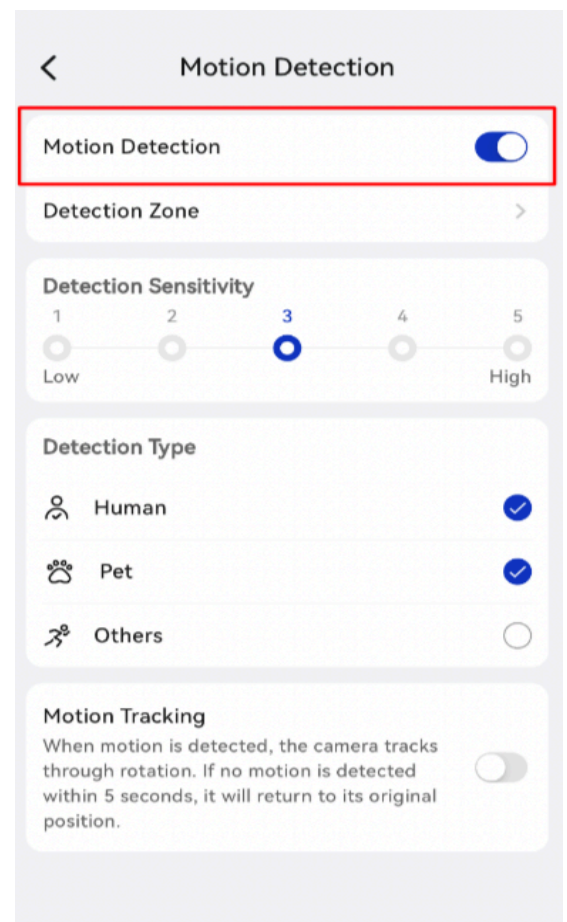 Motion Detection
Motion Detection
Detection Zone
Detection Sensitivity
1 2 3 4 5
Low High
Detection Type
Human
Pet
Others
Motion Tracking
When motion is detected, the camera tracks
through rotation. If no motion is detected
within 5 seconds, it will return to its original
position.